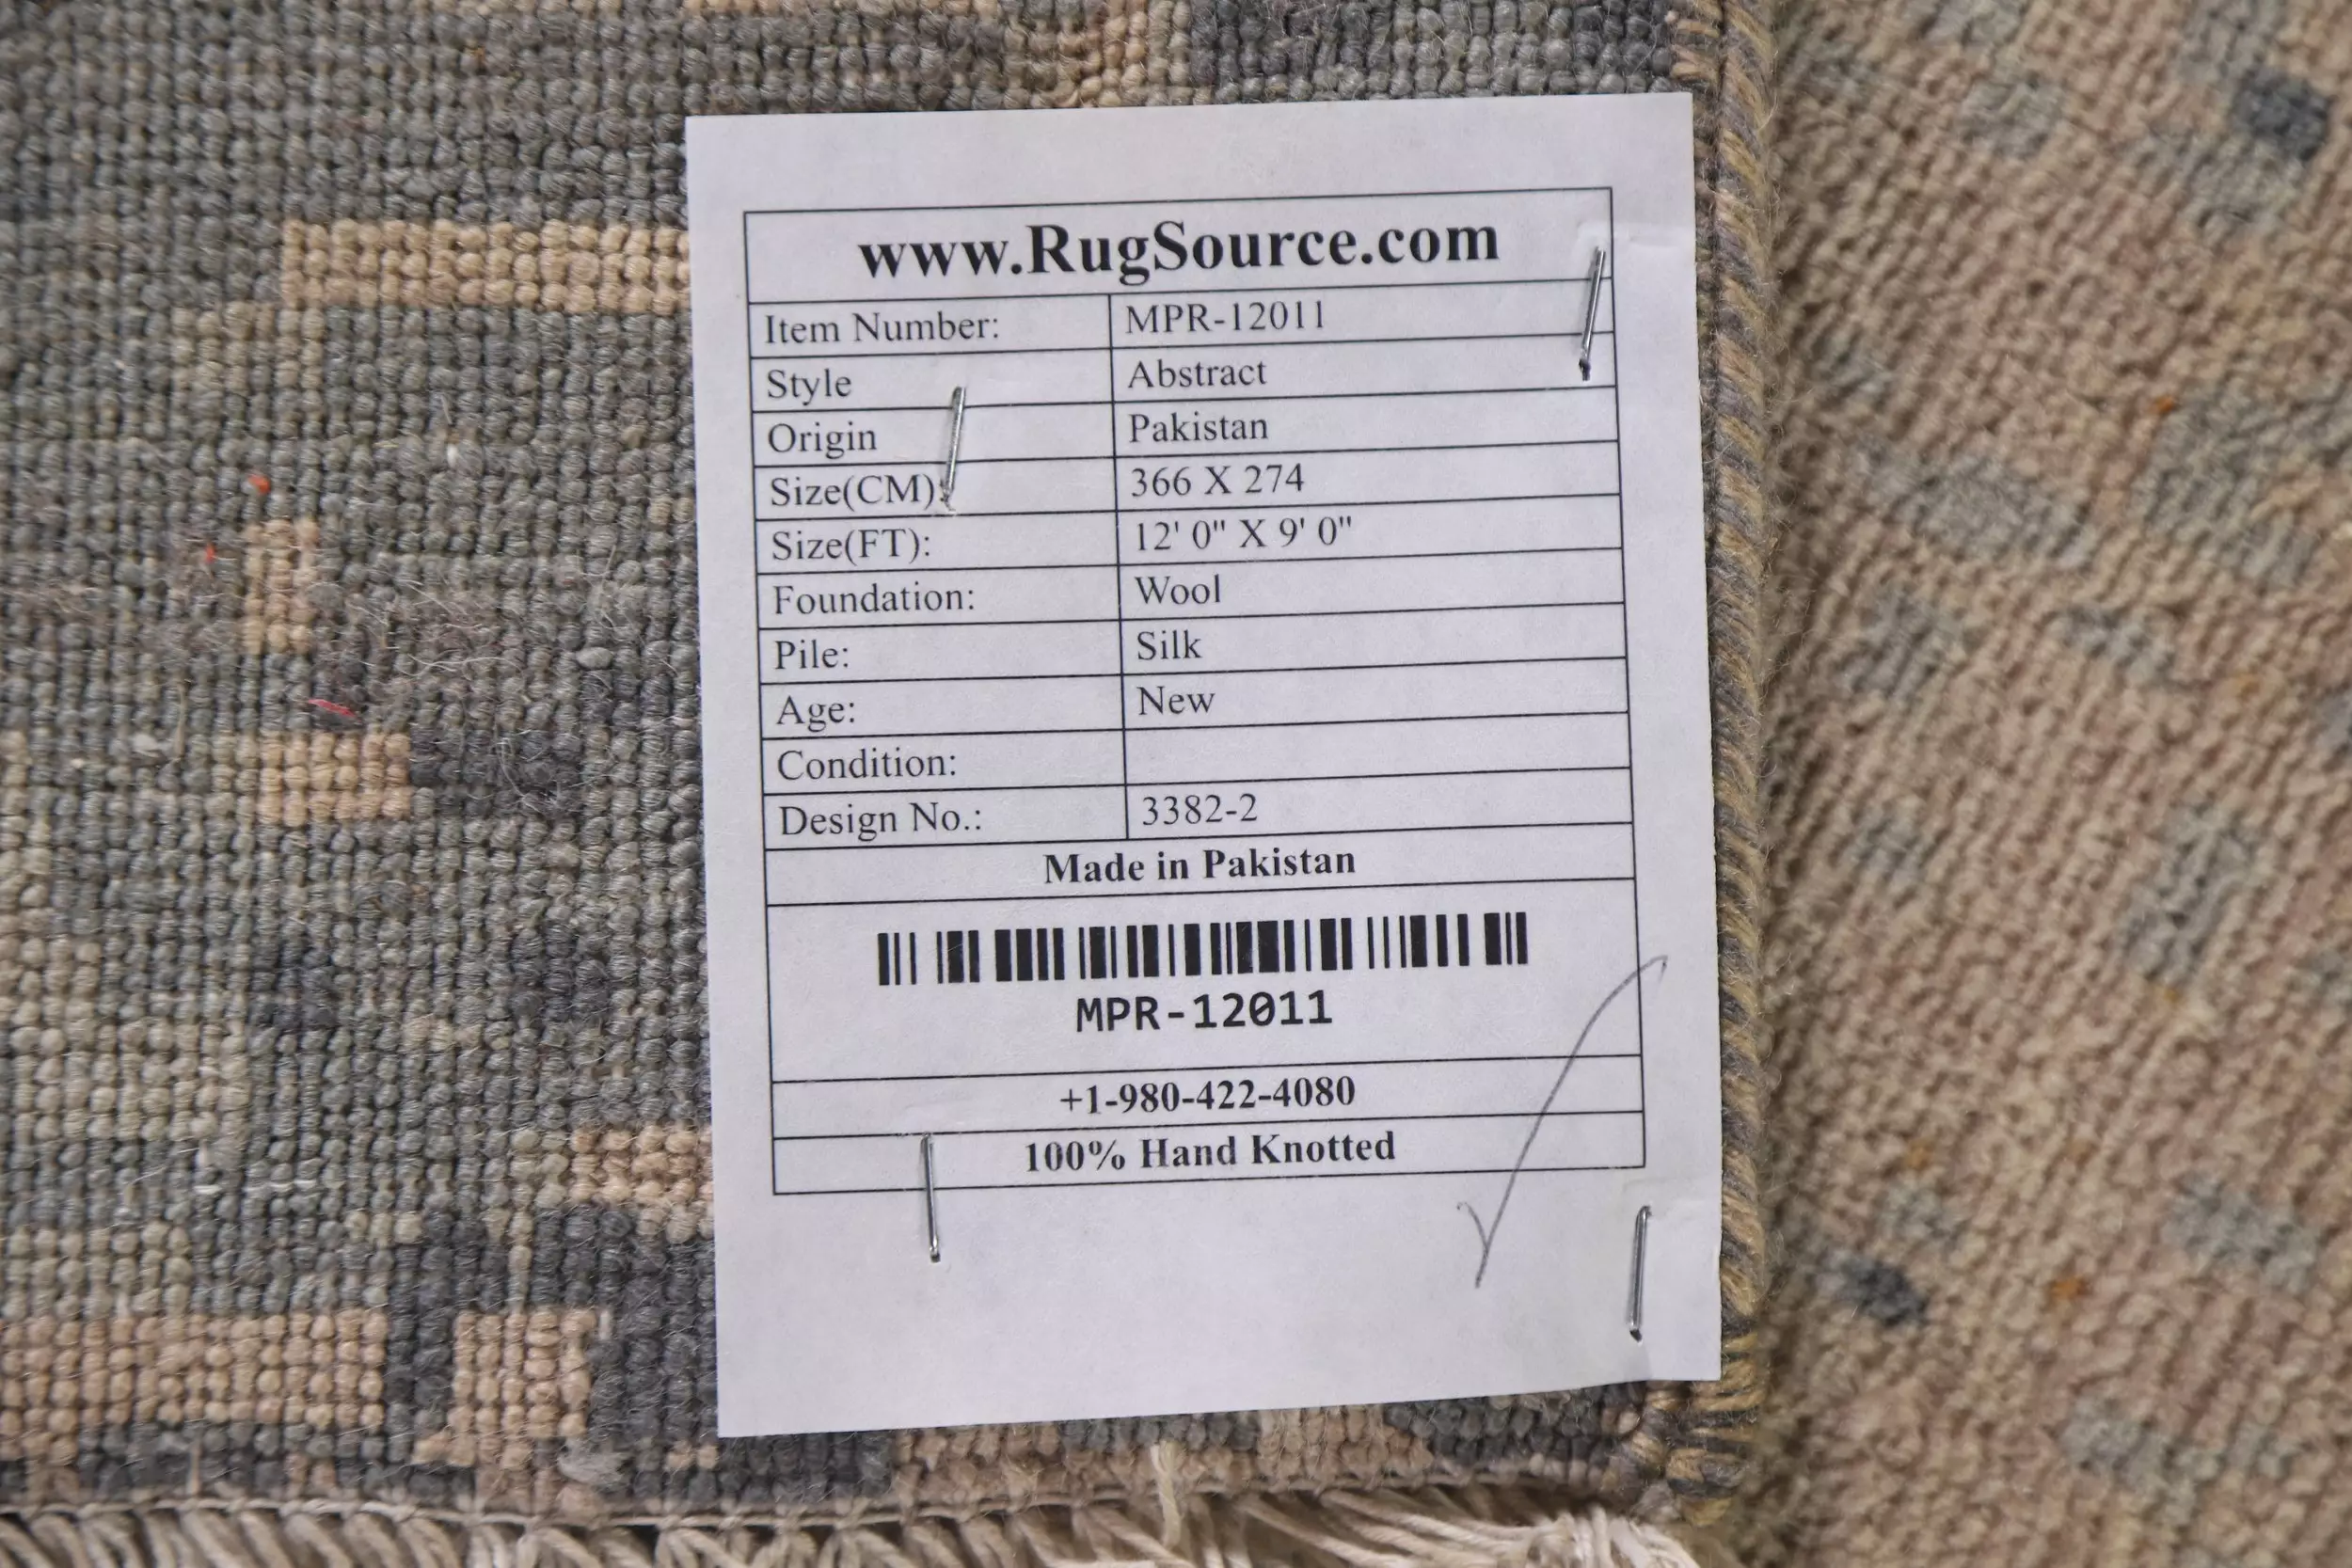 www.RugSource.com
Item Number: MPR-12011
Style Abstract
Origin Pakistan
Size(CM): 366 X 274
Size(FT): 12' 0" X 9' 0"
Foundation: Wool
Pile: Silk
Age: New
Condition:
Design No.: 3382-2
Made in Pakistan
MPR-12011
+1-980-422-4080
100% Hand Knotted